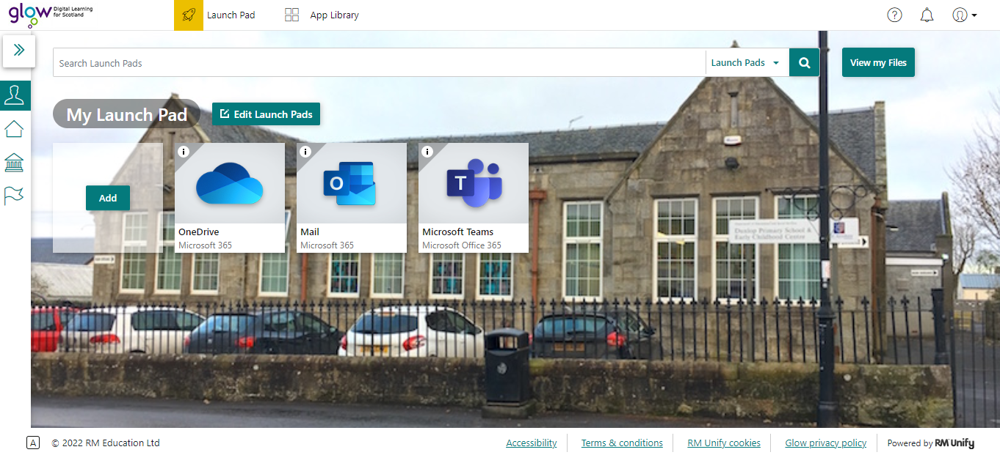 glow Digital Learning
for Scotland
Launch Pad
App Library
Search Launch Pads
Launch Pads
View my Files
My Launch Pad
Edit Launch Pads
Add
OneDrive
Microsoft 365
O
Mail
Microsoft 365
T
Microsoft Teams
Microsoft Office 365
Dunlop Primary School &
Early Childhood Centre
A
© 2022 RM Education Ltd
Accessibility
Terms & conditions
RM Unify cookies
Glow privacy policy
Powered by RM Unify